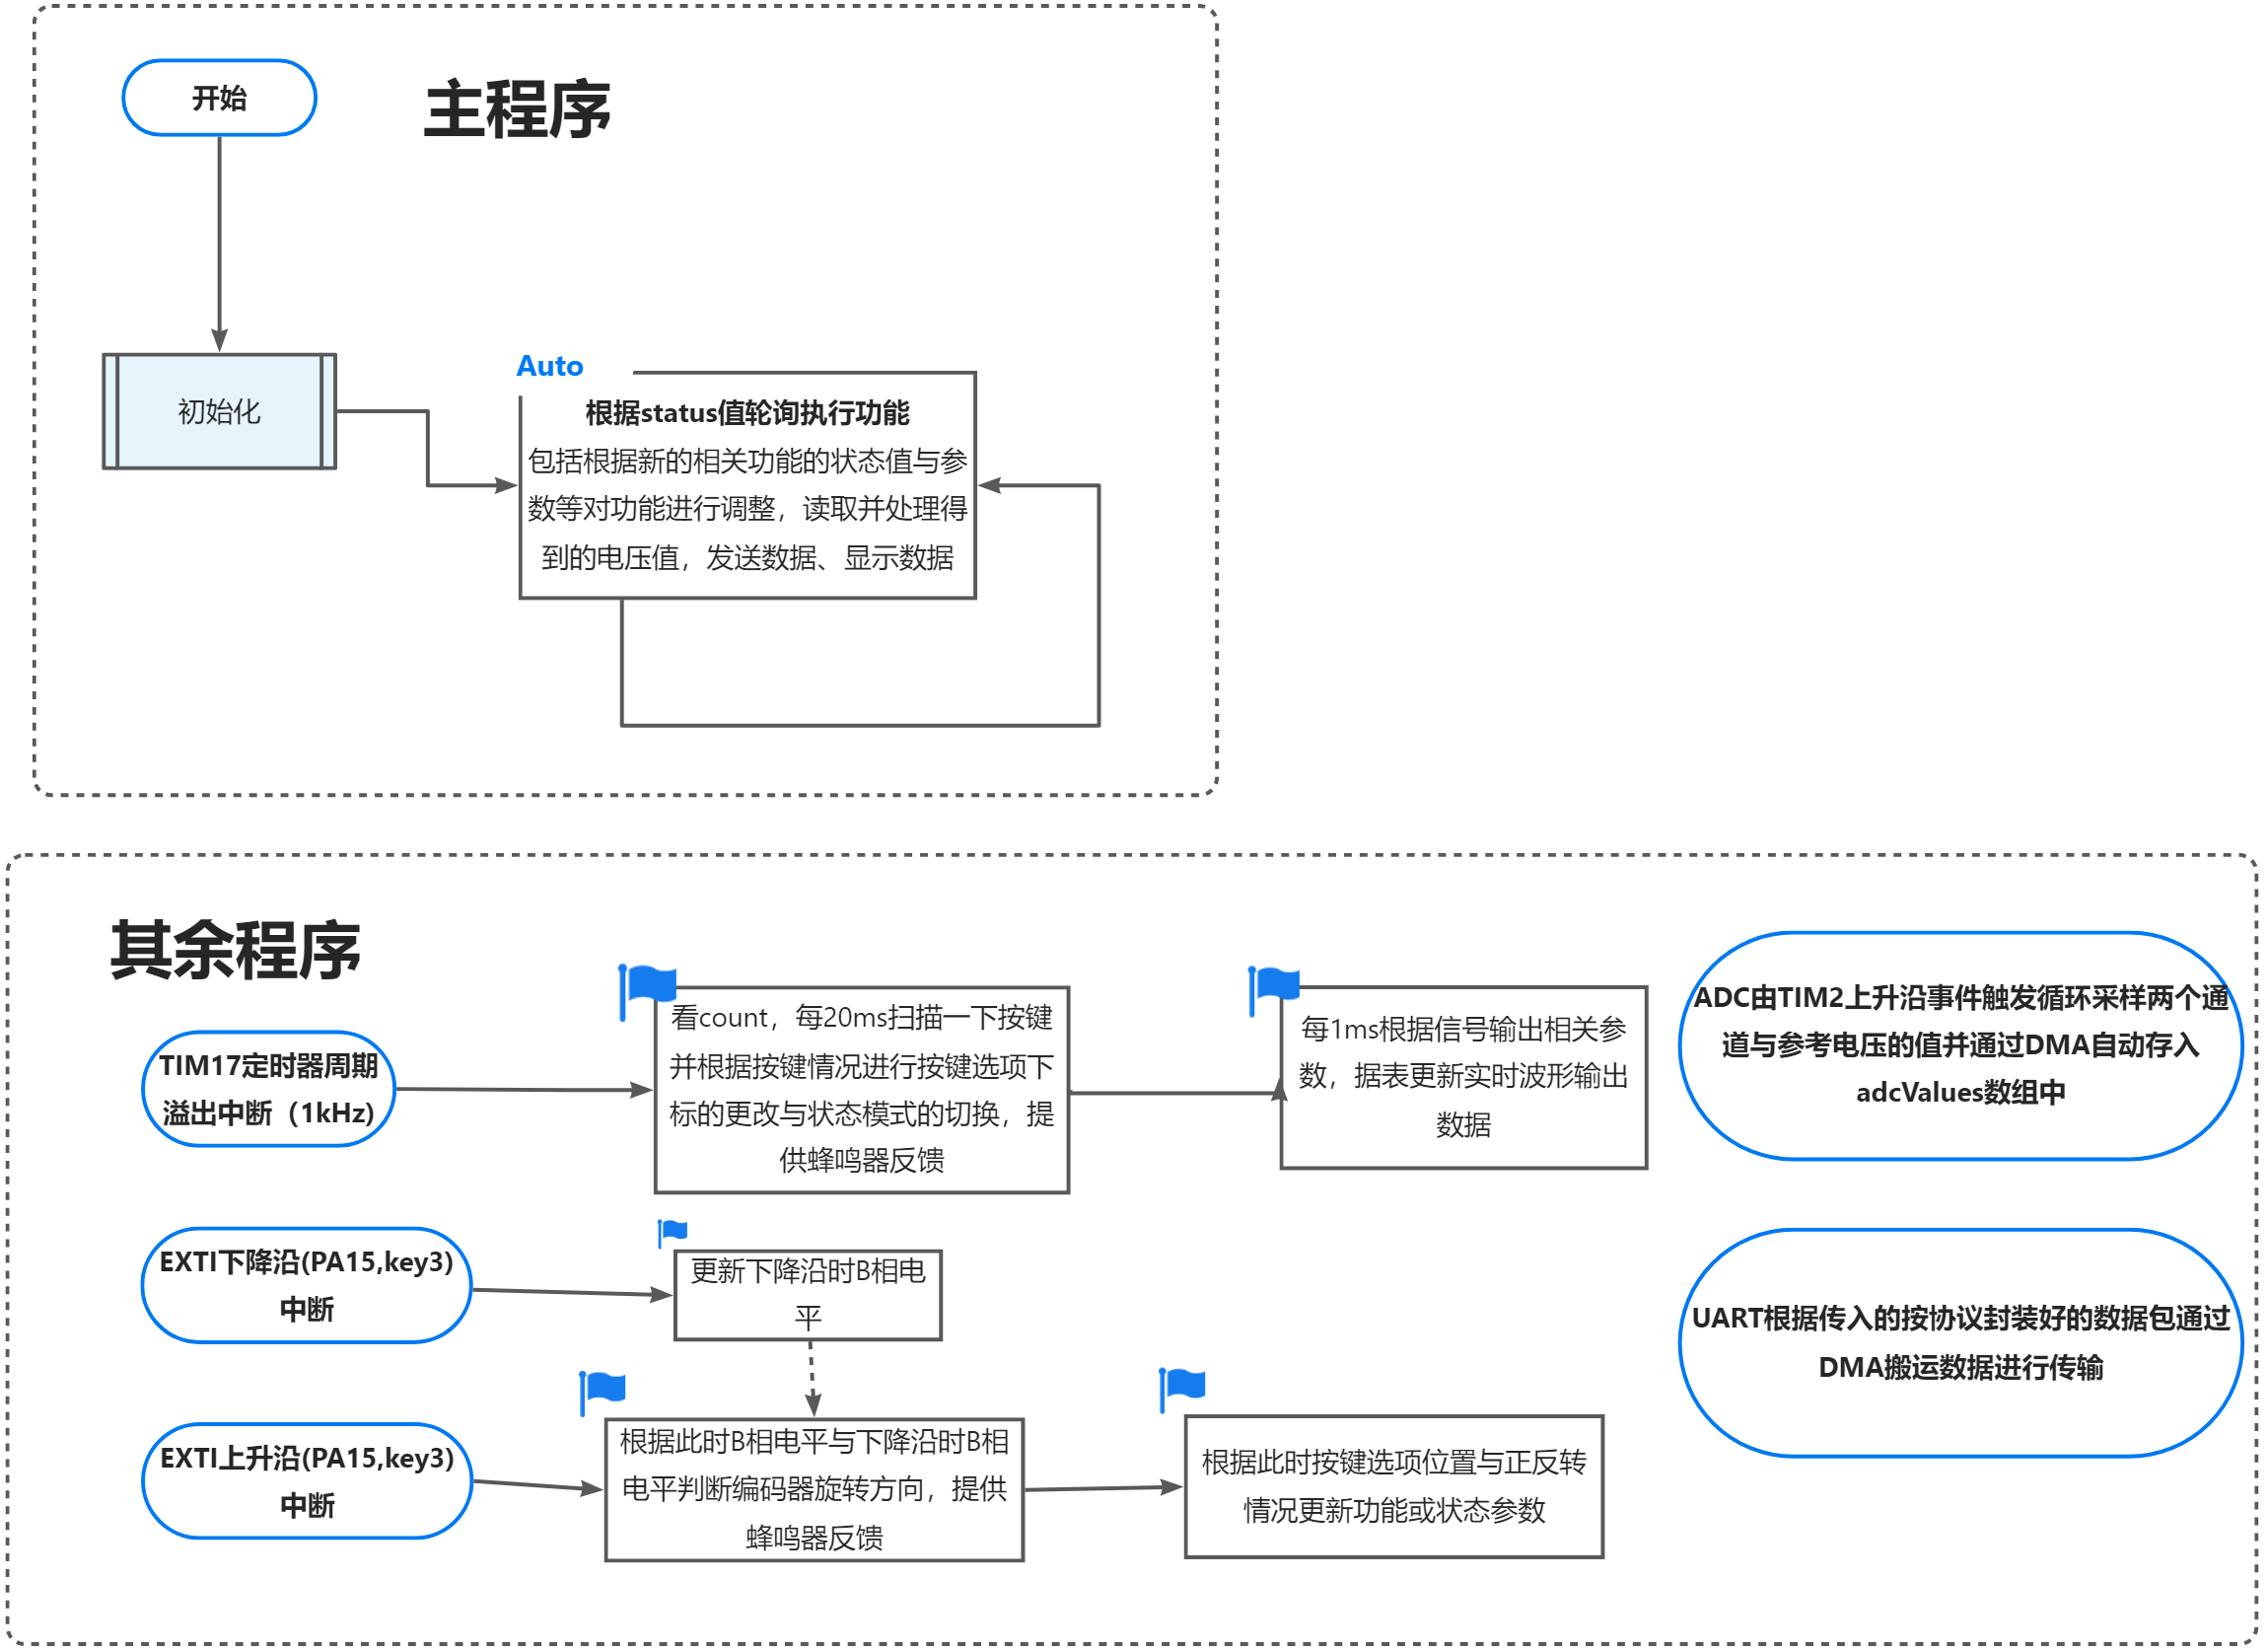 开始
主程序
初始化
Auto
根据status值轮询执行功能
包括根据新的相关功能的状态值与参
数等对功能进行调整，读取并处理得
到的电压值，发送数据、显示数据
其余程序
TIM17定时器周期
溢出中断（1kHz)
看count，每20ms扫描一下按键
并根据按键情况进行按键选项下
标的更改与状态模式的切换，提
供蜂鸣器反馈
每1ms根据信号输出相关参
数，据表更新实时波形输出
数据
ADC由TIM2上升沿事件触发循环采样两个通
道与参考电压的值并通过DMA自动存入
adcValues数组中
EXTI下降沿(PA15,key3)
中断
更新下降沿时B相电
平
UART根据传入的按协议封装好的数据包通过
DMA搬运数据进行传输
EXTI上升沿(PA15,key3)
中断
根据此时B相电平与下降沿时B相
电平判断编码器旋转方向，提供
蜂鸣器反馈
根据此时按键选项位置与正反转
情况更新功能或状态参数